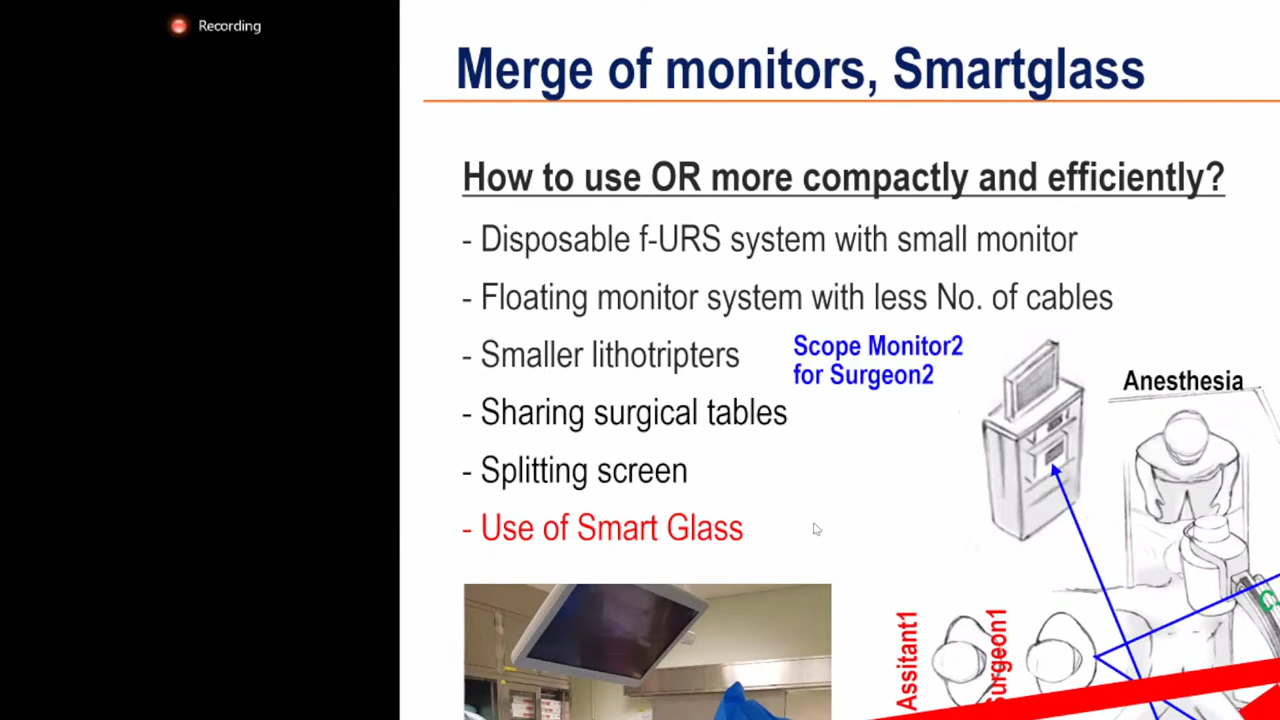 Recording
Merge of monitors, Smartglass
How to use OR more compactly and efficiently?
- Disposable f-URS system with small monitor
- Floating monitor system with less No. of cables
- Smaller lithotripters
- Sharing surgical tables
- Splitting screen
- Use of Smart Glass
Scope Monitor2
for Surgeon2
Anesthesia
Assitant1
Surgeon1